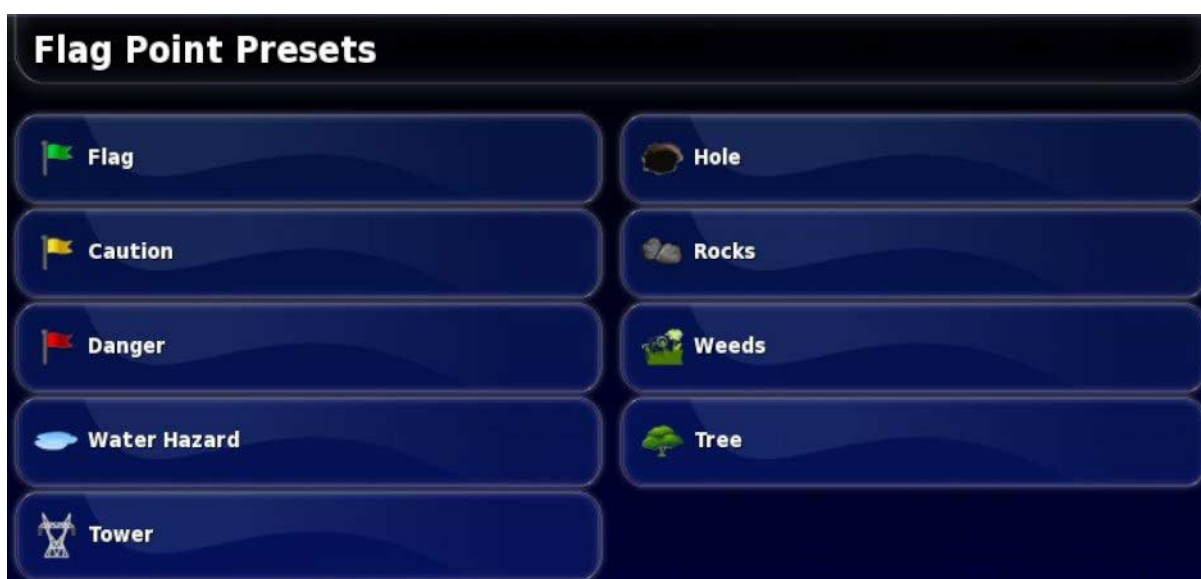 Flag Point Presets
Flag
Hole
Caution
Rocks
Danger
Weeds
Water Hazard
Tree
Tower